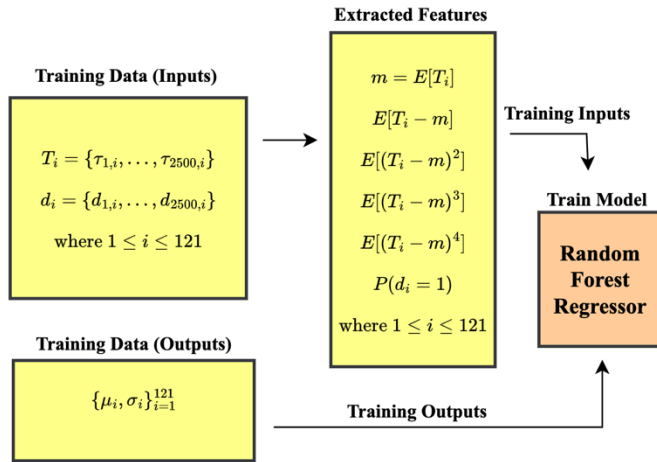 Training Data (Inputs)
T_i = {τ_{1,i}, . . . , τ_{2500,i}}
d_i = {d_{1,i}, . . . , d_{2500,i}}
where 1 ≤ i ≤ 121
Training Data (Outputs)
{μ_i, σ_i}_{i=1}^{121}
Extracted Features
m = E[T_i]
E[T_i − m]
E[(T_i − m)^2]
E[(T_i − m)^3]
E[(T_i − m)^4]
P(d_i = 1)
where 1 ≤ i ≤ 121
Training Inputs
Training Outputs
Train Model
Random
Forest
Regressor